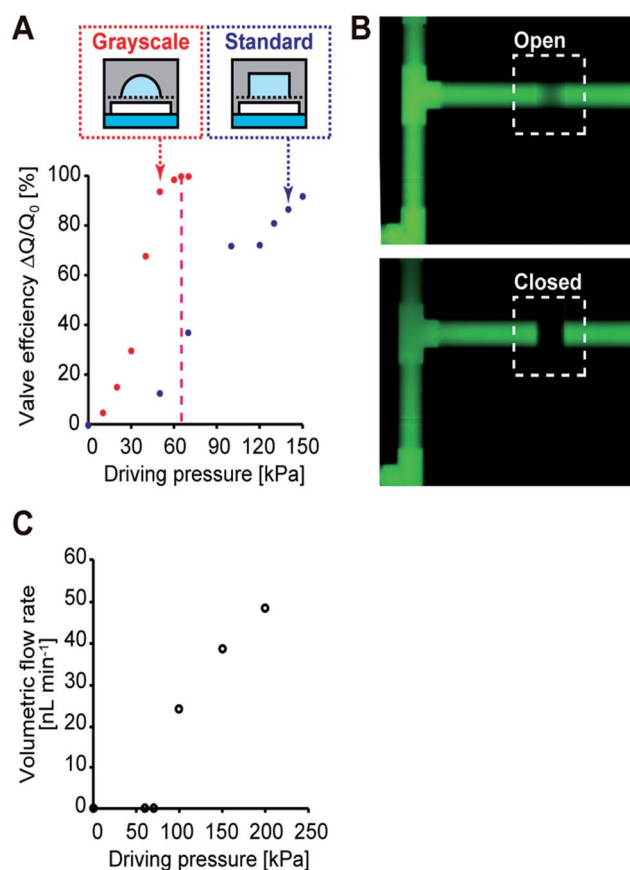 A
Grayscale
Standard
Valve effciency ΔQ/Q0 [%]
100
80
60
40
20
0
0 30 60 90 120 150
Driving pressure [kPa]
B
Open
Closed
C
Volumetric flow rate
[nL min-1]
60
50
40
30
20
10
0
0 50 100 150 200 250
Driving pressure [kPa]